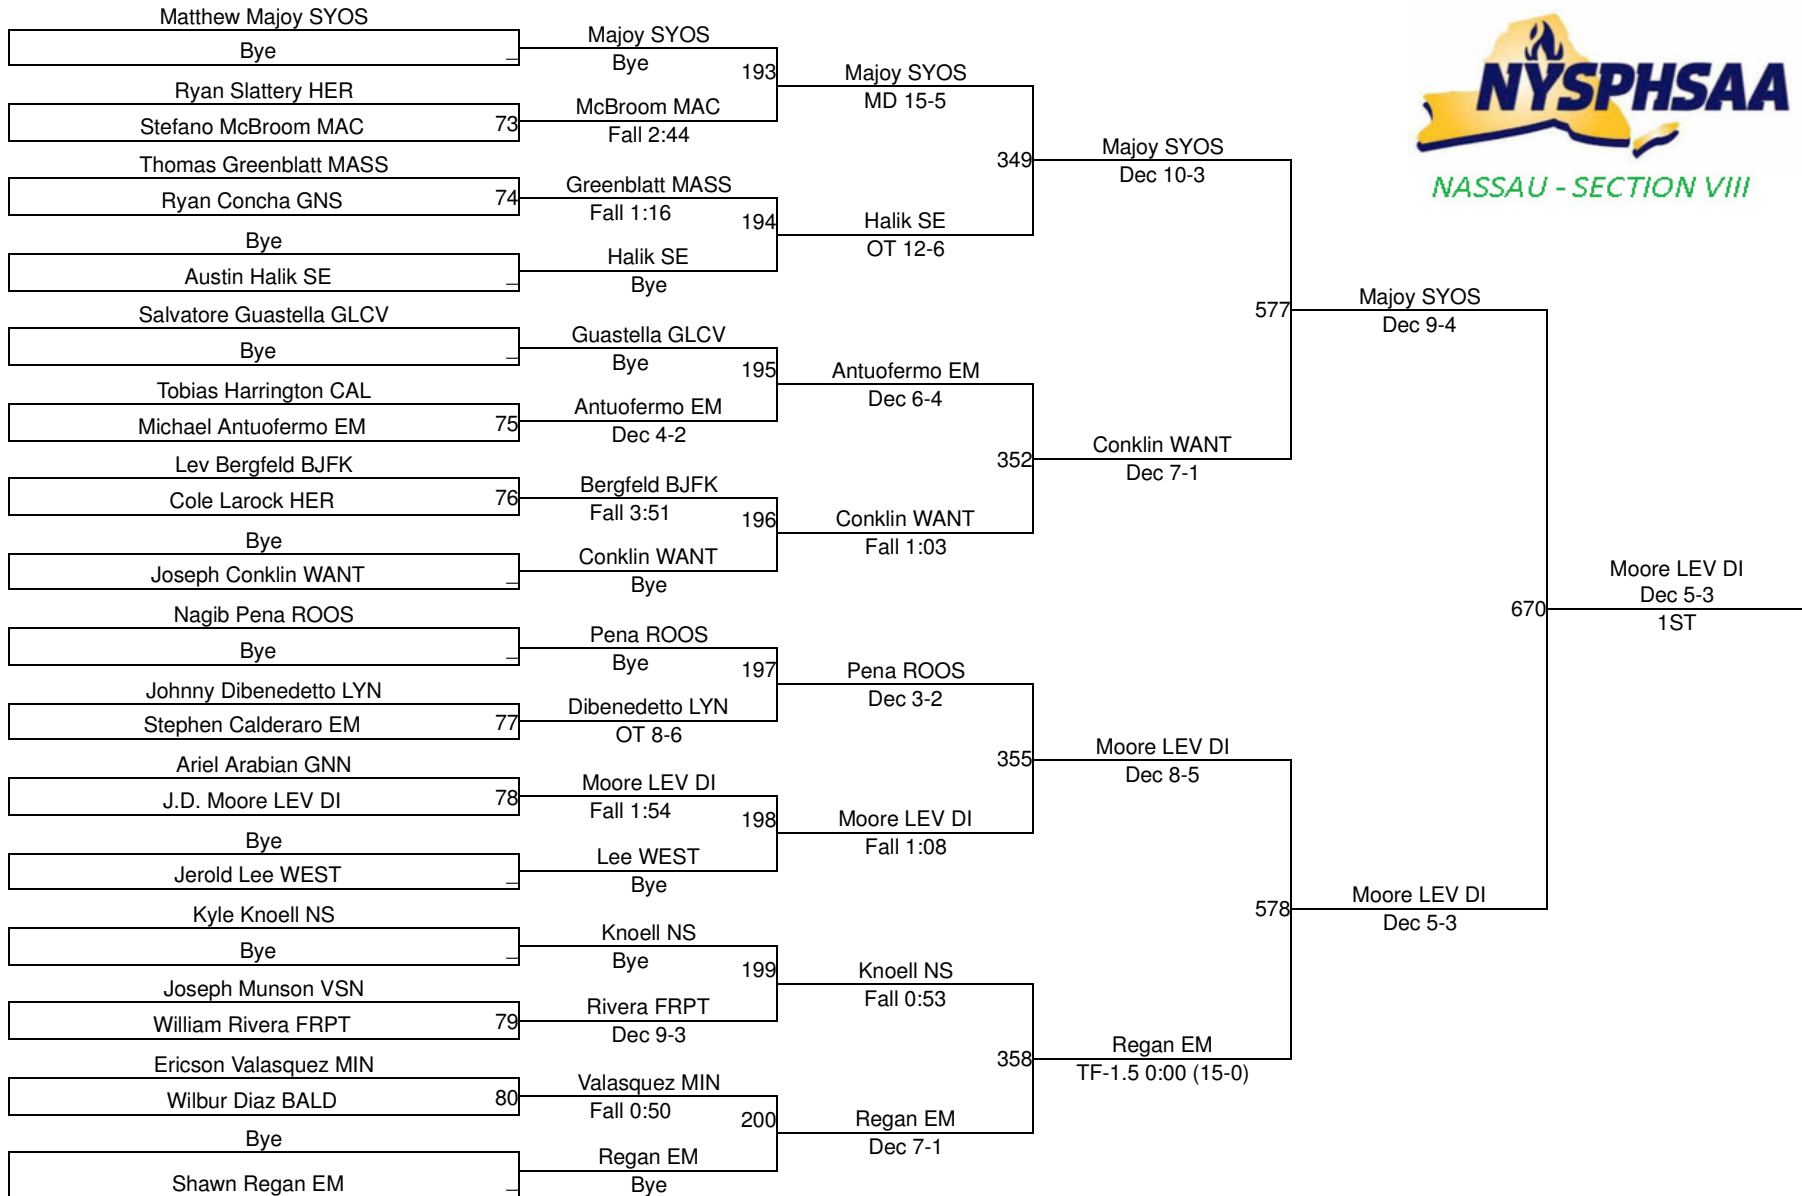 Matthew Majoy SYOS
Bye _
Ryan Slattery HER
Stefano McBroom MAC 73
Thomas Greenblatt MASS
Ryan Concha GNS 74
Bye
Austin Halik SE _
Salvatore Guastella GLCV
Bye _
Tobias Harrington CAL
Michael Antuofermo EM 75
Lev Bergfeld BJFK
Cole Larock HER 76
Bye
Joseph Conklin WANT _
Nagib Pena ROOS
Bye _
Johnny Dibenedetto LYN
Stephen Calderaro EM 77
Ariel Arabian GNN
J.D. Moore LEV DI 78
Bye
Jerold Lee WEST _
Kyle Knoell NS
Bye _
Joseph Munson VSN
William Rivera FRPT 79
Ericson Valasquez MIN
Wilbur Diaz BALD 80
Bye
Shawn Regan EM _
Majoy SYOS
Bye
193
McBroom MAC
Fall 2:44
Greenblatt MASS
Fall 1:16
194
Halik SE
Bye
Guastella GLCV
Bye
195
Antuofermo EM
Dec 4-2
Bergfeld BJFK
Fall 3:51
196
Conklin WANT
Bye
Pena ROOS
Bye
197
Dibenedetto LYN
OT 8-6
Moore LEV DI
Fall 1:54
198
Lee WEST
Bye
Knoell NS
Bye
199
Rivera FRPT
Dec 9-3
Valasquez MIN
Fall 0:50
200
Regan EM
Bye
Majoy SYOS
MD 15-5
349
Halik SE
OT 12-6
Antuofermo EM
Dec 6-4
352
Conklin WANT
Fall 1:03
Pena ROOS
Dec 3-2
355
Moore LEV DI
Fall 1:08
Knoell NS
Fall 0:53
358
Regan EM
Dec 7-1
Majoy SYOS
Dec 10-3
577
Conklin WANT
Dec 7-1
Moore LEV DI
Dec 8-5
578
Regan EM
TF-1.5 0:00 (15-0)
Majoy SYOS
Dec 9-4
670
Moore LEV DI
Dec 5-3
Moore LEV DI
Dec 5-3
1ST
NYSPHSAA
NASSAU - SECTION VIII